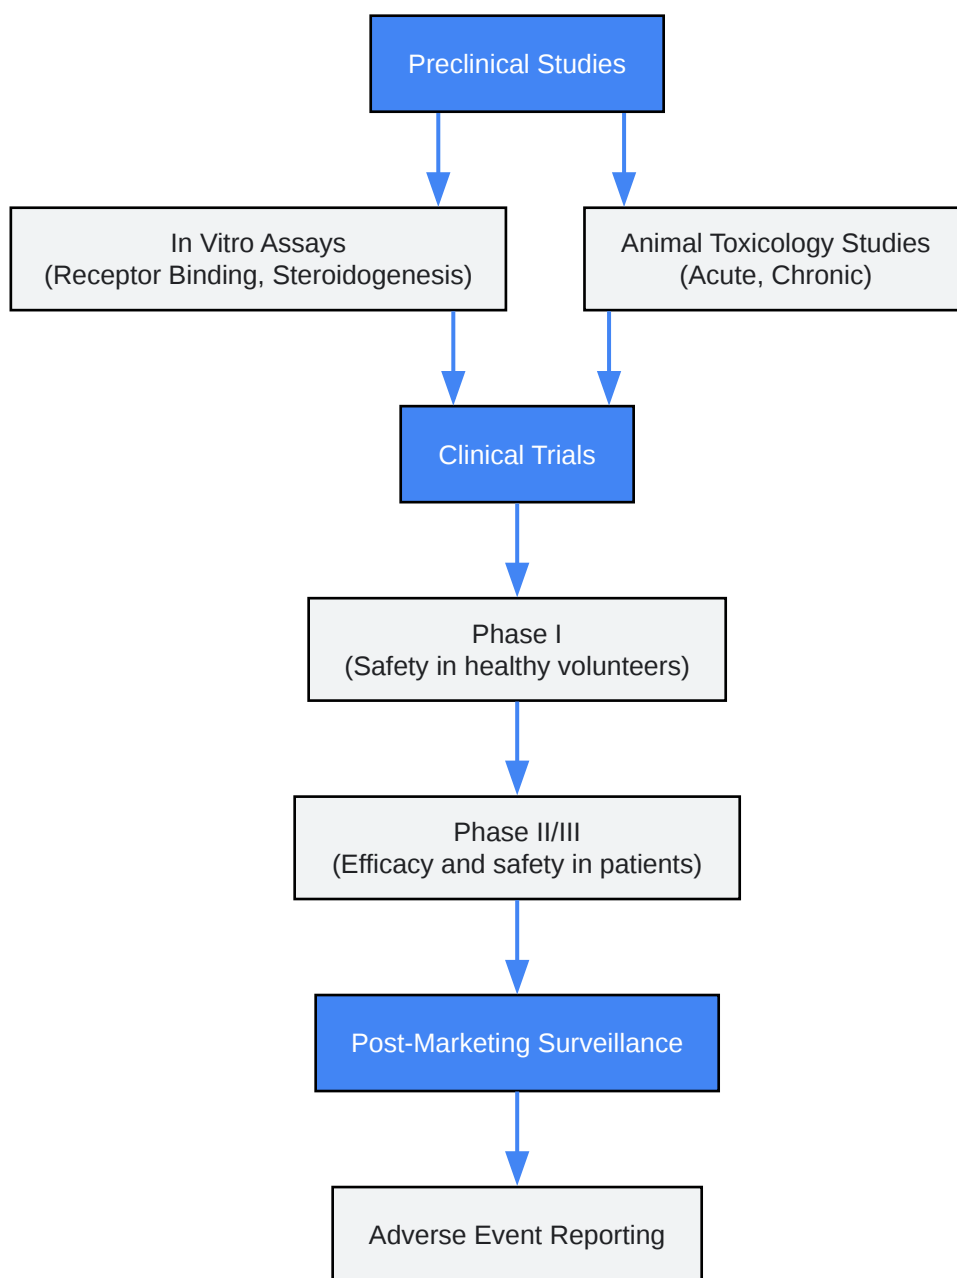 Preclinical Studies
In Vitro Assays
(Receptor Binding, Steroidogenesis)
Animal Toxicology Studies
(Acute, Chronic)
Clinical Trials
Phase I
(Safety in healthy volunteers)
Phase II/III
(Efficacy and safety in patients)
Post-Marketing Surveillance
Adverse Event Reporting